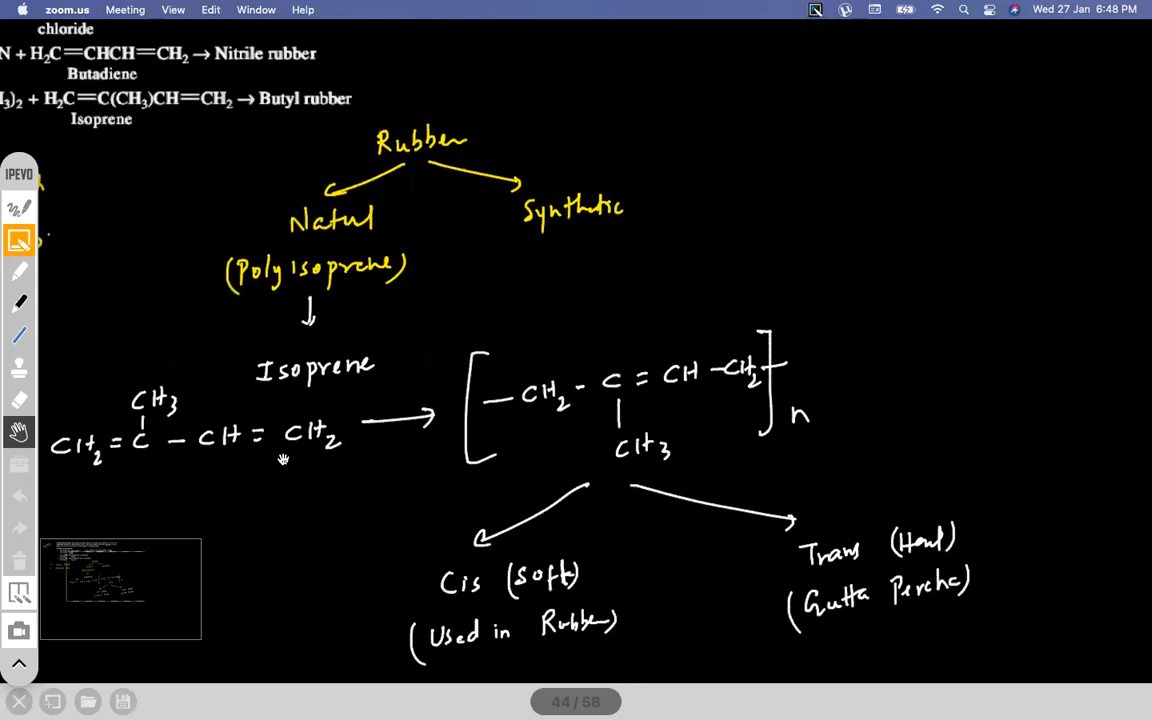 zoom.us Meeting View Edit Window Help Wed 27 Jan 6:48 PM
chloride
N + H₂C=CHCH=CH₂ → Nitrile rubber
Butadiene
H₃)₂ + H₂C=C(CH₃)CH=CH₂ → Butyl rubber
Isoprene
IPEVO
Rubber
Natul
Synthetic
(Poly isoprene)
Isoprene
CH₃
CH₂ = C - CH = CH₂
[ - CH₂ - C = CH - CH₂ - ] n
CH₃
Cis (Soft)
(Used in Rubber)
Trans (Hard)
(Gutta Percha)
44 / 58